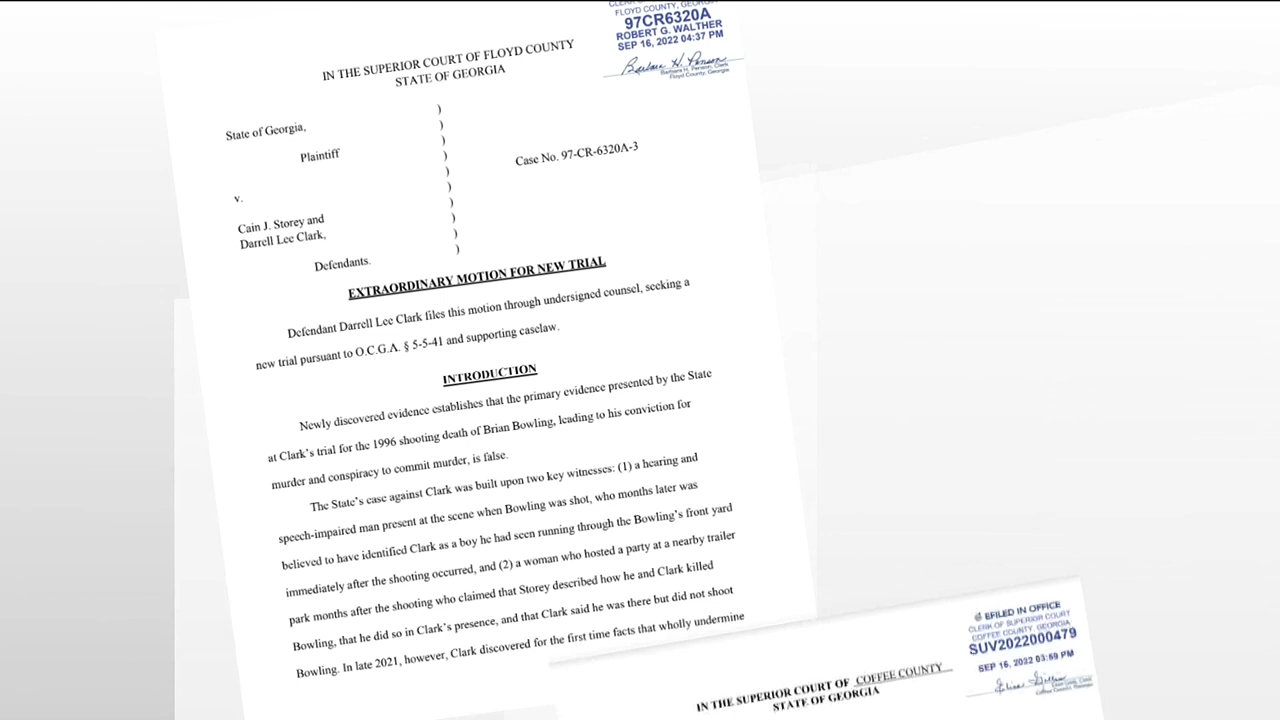 FLOYD COUNTY, GEORGIA
97CR6320A
ROBERT G. WALTHER
SEP 16, 2022 04:37 PM
Barbara H. Penson, Clerk
Floyd County, Georgia
IN THE SUPERIOR COURT OF FLOYD COUNTY
STATE OF GEORGIA
State of Georgia,
Plaintiff
v.
Cain J. Storey and
Darrell Lee Clark,
Defendants.
)
)
)
)
)
)
)
)
)
)
Case No. 97-CR-6320A-3
EXTRAORDINARY MOTION FOR NEW TRIAL
Defendant Darrell Lee Clark files this motion through undersigned counsel, seeking a
new trial pursuant to O.C.G.A. § 5-5-41 and supporting caselaw.
INTRODUCTION
Newly discovered evidence establishes that the primary evidence presented by the State
at Clark's trial for the 1996 shooting death of Brian Bowling, leading to his conviction for
murder and conspiracy to commit murder, is false.
The State's case against Clark was built upon two key witnesses: (1) a hearing and
speech-impaired man present at the scene when Bowling was shot, who months later was
believed to have identified Clark as a boy he had seen running through the Bowling's front yard
immediately after the shooting occurred, and (2) a woman who hosted a party at a nearby trailer
park months after the shooting who claimed that Storey described how he and Clark killed
Bowling, that he did so in Clark's presence, and that Clark said he was there but did not shoot
Bowling. In late 2021, however, Clark discovered for the first time facts that wholly undermine
EFILED IN OFFICE
CLERK OF SUPERIOR COURT
COFFEE COUNTY, GEORGIA
SUV2022000479
SEP 16, 2022 03:59 PM
IN THE SUPERIOR COURT OF COFFEE COUNTY
STATE OF GEORGIA